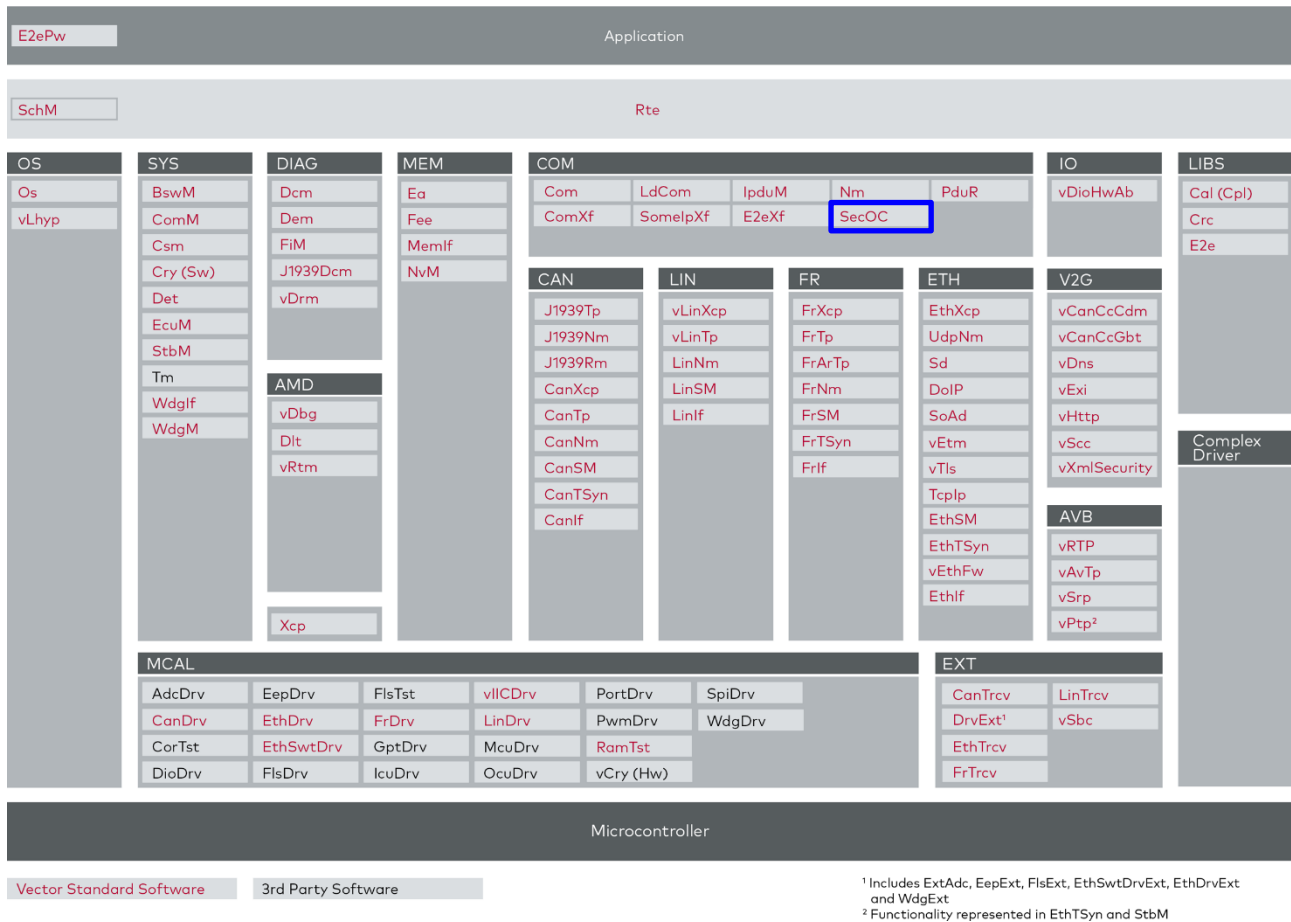 E2ePw
Application
SchM
Rte
OS
Os
vLhyp
SYS
BswM
ComM
Csm
Cry (Sw)
Det
EcuM
StbM
Tm
WdgIf
WdgM
DIAG
Dcm
Dem
FiM
J1939Dcm
vDrm
AMD
vDbg
Dlt
vRtm
Xcp
MEM
Ea
Fee
MemIf
NvM
COM
Com LdCom IpduM Nm PduR
ComXf SomeIpXf E2eXf SecOC
CAN
J1939Tp
J1939Nm
J1939Rm
CanXcp
CanTp
CanNm
CanSM
CanTSyn
CanIf
LIN
vLinXcp
vLinTp
LinNm
LinSM
LinIf
FR
FrXcp
FrTp
FrArTp
FrNm
FrSM
FrTSyn
FrIf
ETH
EthXcp
UdpNm
Sd
DoIP
SoAd
vEtm
vTls
TcpIp
EthSM
EthTSyn
vEthFw
EthIf
IO
vDioHwAb
V2G
vCanCcCdm
vCanCcGbt
vDns
vExi
vHttp
vScc
vXmlSecurity
AVB
vRTP
vAvTp
vSrp
vPtp²
LIBS
Cal (Cpl)
Crc
E2e
Complex
Driver
MCAL
AdcDrv EepDrv FlsTst vIICDrv PortDrv SpiDrv
CanDrv EthDrv FrDrv LinDrv PwmDrv WdgDrv
CorTst EthSwtDrv GptDrv McuDrv RamTst
DioDrv FlsDrv IcuDrv OcuDrv vCry (Hw)
EXT
CanTrcv LinTrcv
DrvExt¹ vSbc
EthTrcv
FrTrcv
Microcontroller
Vector Standard Software
3rd Party Software
¹ Includes ExtAdc, EepExt, FlsExt, EthSwtDrvExt, EthDrvExt
and WdgExt
² Functionality represented in EthTSyn and StbM